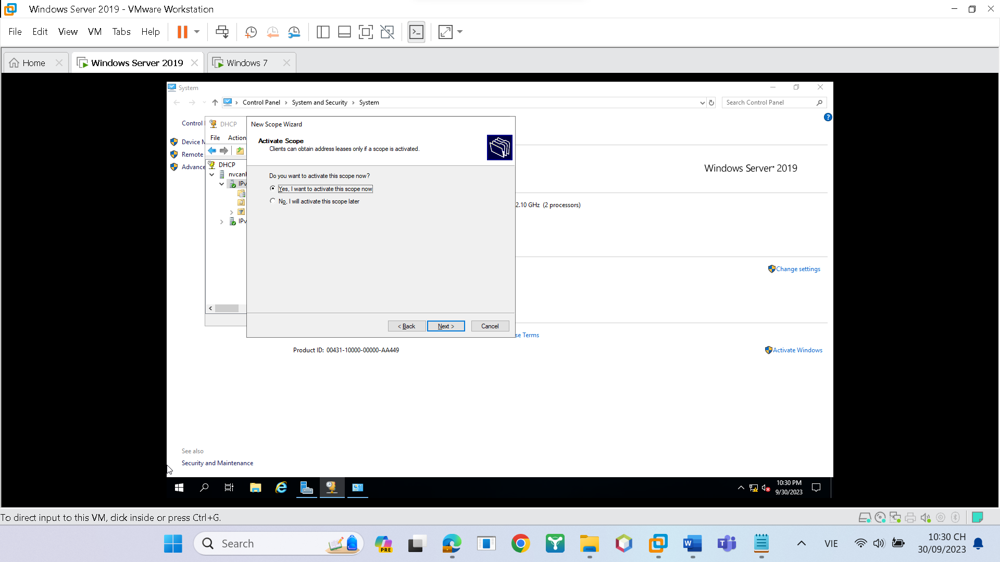 Windows Server 2019 - VMware Workstation
File Edit View VM Tabs Help
Home Windows Server 2019 Windows 7
System
Control Panel System and Security System Search Control Panel
Control
DHCP
New Scope Wizard
File Action
Activate Scope
Clients can obtain address leases only if a scope is activated.
Device M
Remote
Advance
DHCP
nvcan
IPv
IPv
Do you want to activate this scope now?
Yes, I want to activate this scope now
No, I will activate this scope later
Windows Server 2019
2.10 GHz (2 processors)
Change settings
< Back Next > Cancel
se Terms
Product ID: 00431-10000-00000-AA449
Activate Windows
See also
Security and Maintenance
10:30 PM
9/30/2023
To direct input to this VM, click inside or press Ctrl+G.
Search
PRE
VIE
10:30 CH
30/09/2023